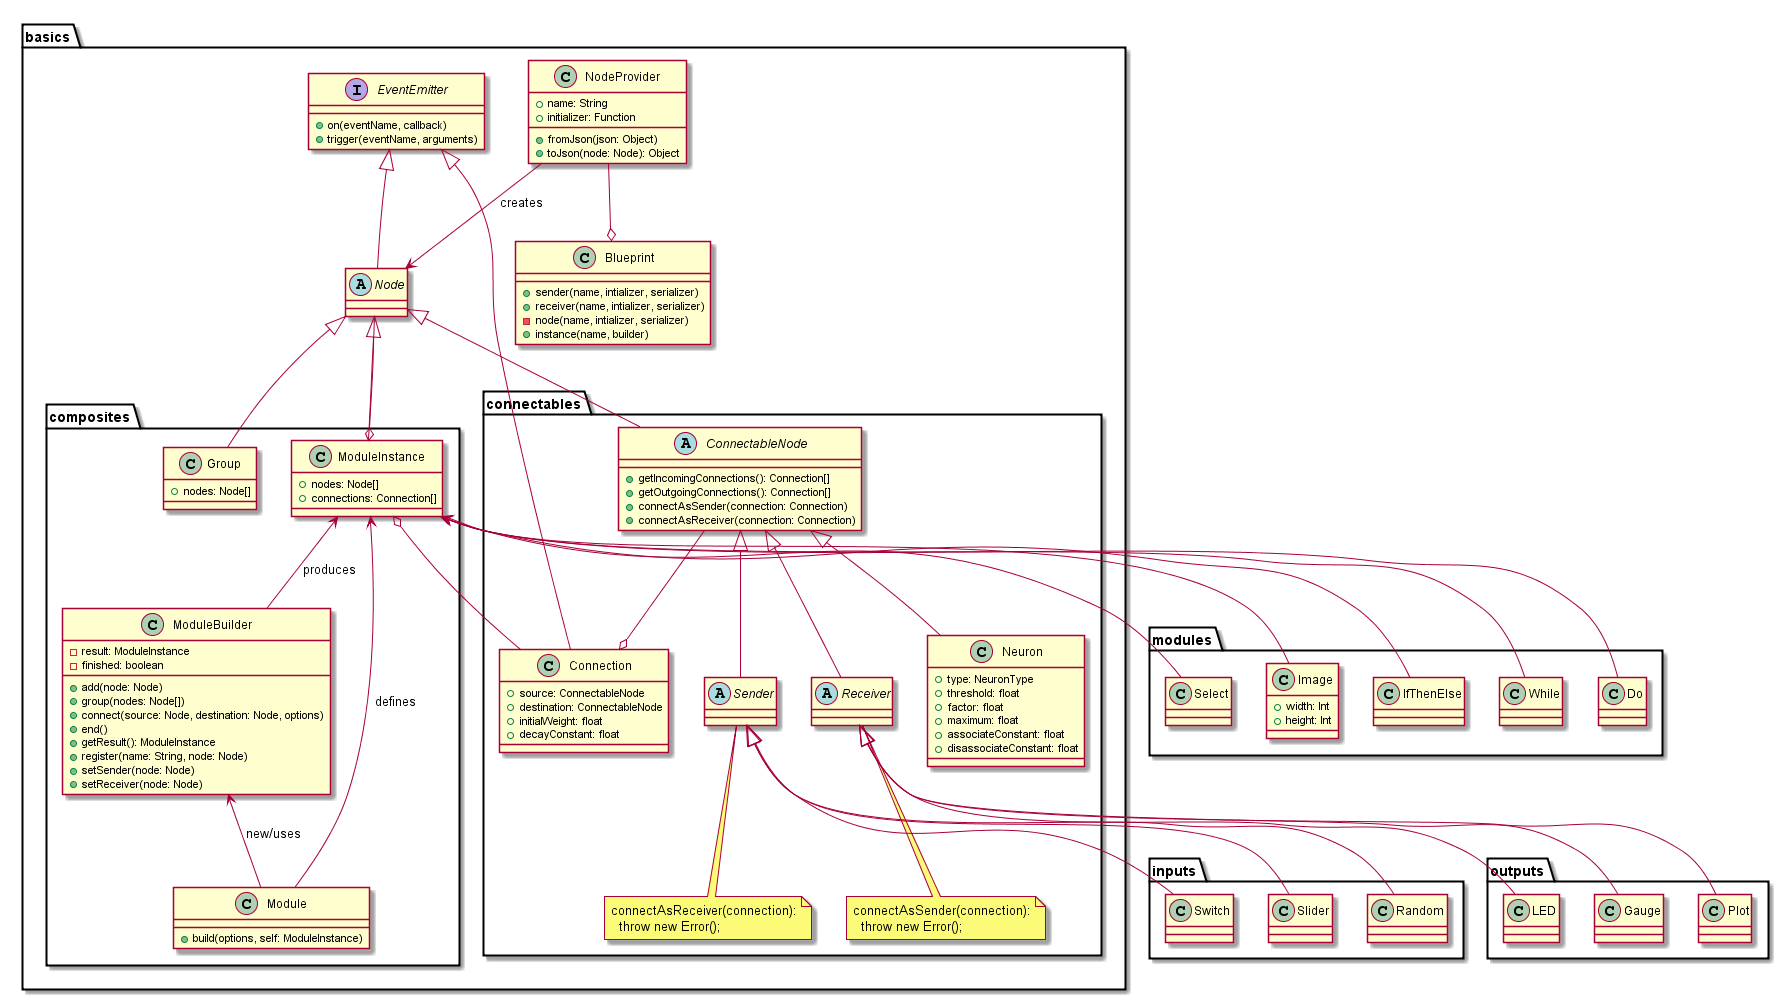 basics
I EventEmitter
on(eventName, callback)
trigger(eventName, arguments)
C NodeProvider
name: String
initializer: Function
fromJson(json: Object)
toJson(node: Node): Object
creates
A Node
C Blueprint
sender(name, intializer, serializer)
receiver(name, intializer, serializer)
node(name, intializer, serializer)
instance(name, builder)
composites
C Group
nodes: Node[]
C ModuleInstance
nodes: Node[]
connections: Connection[]
produces
C ModuleBuilder
result: ModuleInstance
finished: boolean
add(node: Node)
group(nodes: Node[])
connect(source: Node, destination: Node, options)
end()
getResult(): ModuleInstance
register(name: String, node: Node)
setSender(node: Node)
setReceiver(node: Node)
defines
new/uses
C Module
build(options, self: ModuleInstance)
connectables
A ConnectableNode
getIncomingConnections(): Connection[]
getOutgoingConnections(): Connection[]
connectAsSender(connection: Connection)
connectAsReceiver(connection: Connection)
C Connection
source: ConnectableNode
destination: ConnectableNode
initialWeight: float
decayConstant: float
A Sender
A Receiver
C Neuron
type: NeuronType
threshold: float
factor: float
maximum: float
associateConstant: float
disassociateConstant: float
connectAsReceiver(connection):
throw new Error();
connectAsSender(connection):
throw new Error();
modules
C Select
C Image
width: Int
height: Int
C IfThenElse
C While
C Do
inputs
C Switch
C Slider
C Random
outputs
C LED
C Gauge
C Plot